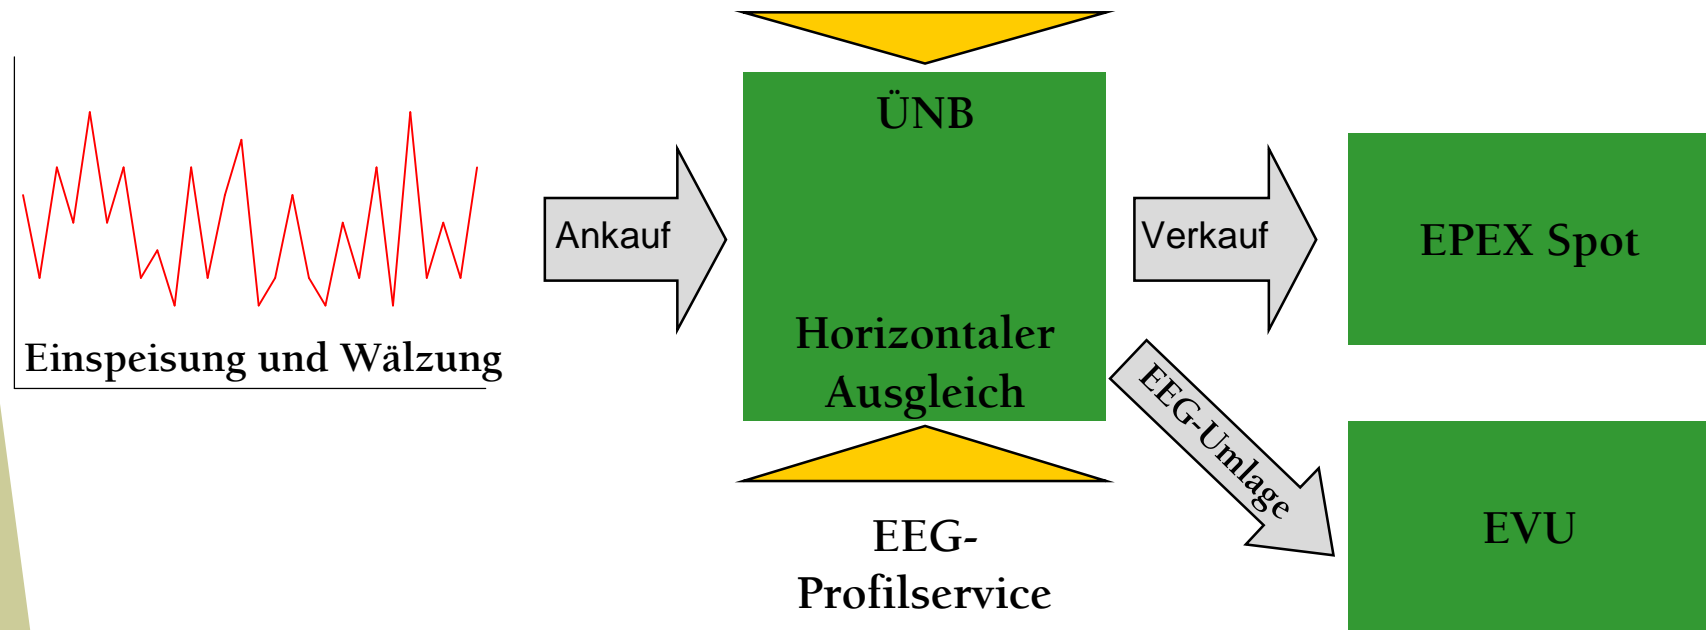 Einspeisung und Wälzung
Ankauf
ÜNB
Horizontaler
Ausgleich
EEG-
Profilservice
Verkauf
EEG-Umlage
EPEX Spot
EVU